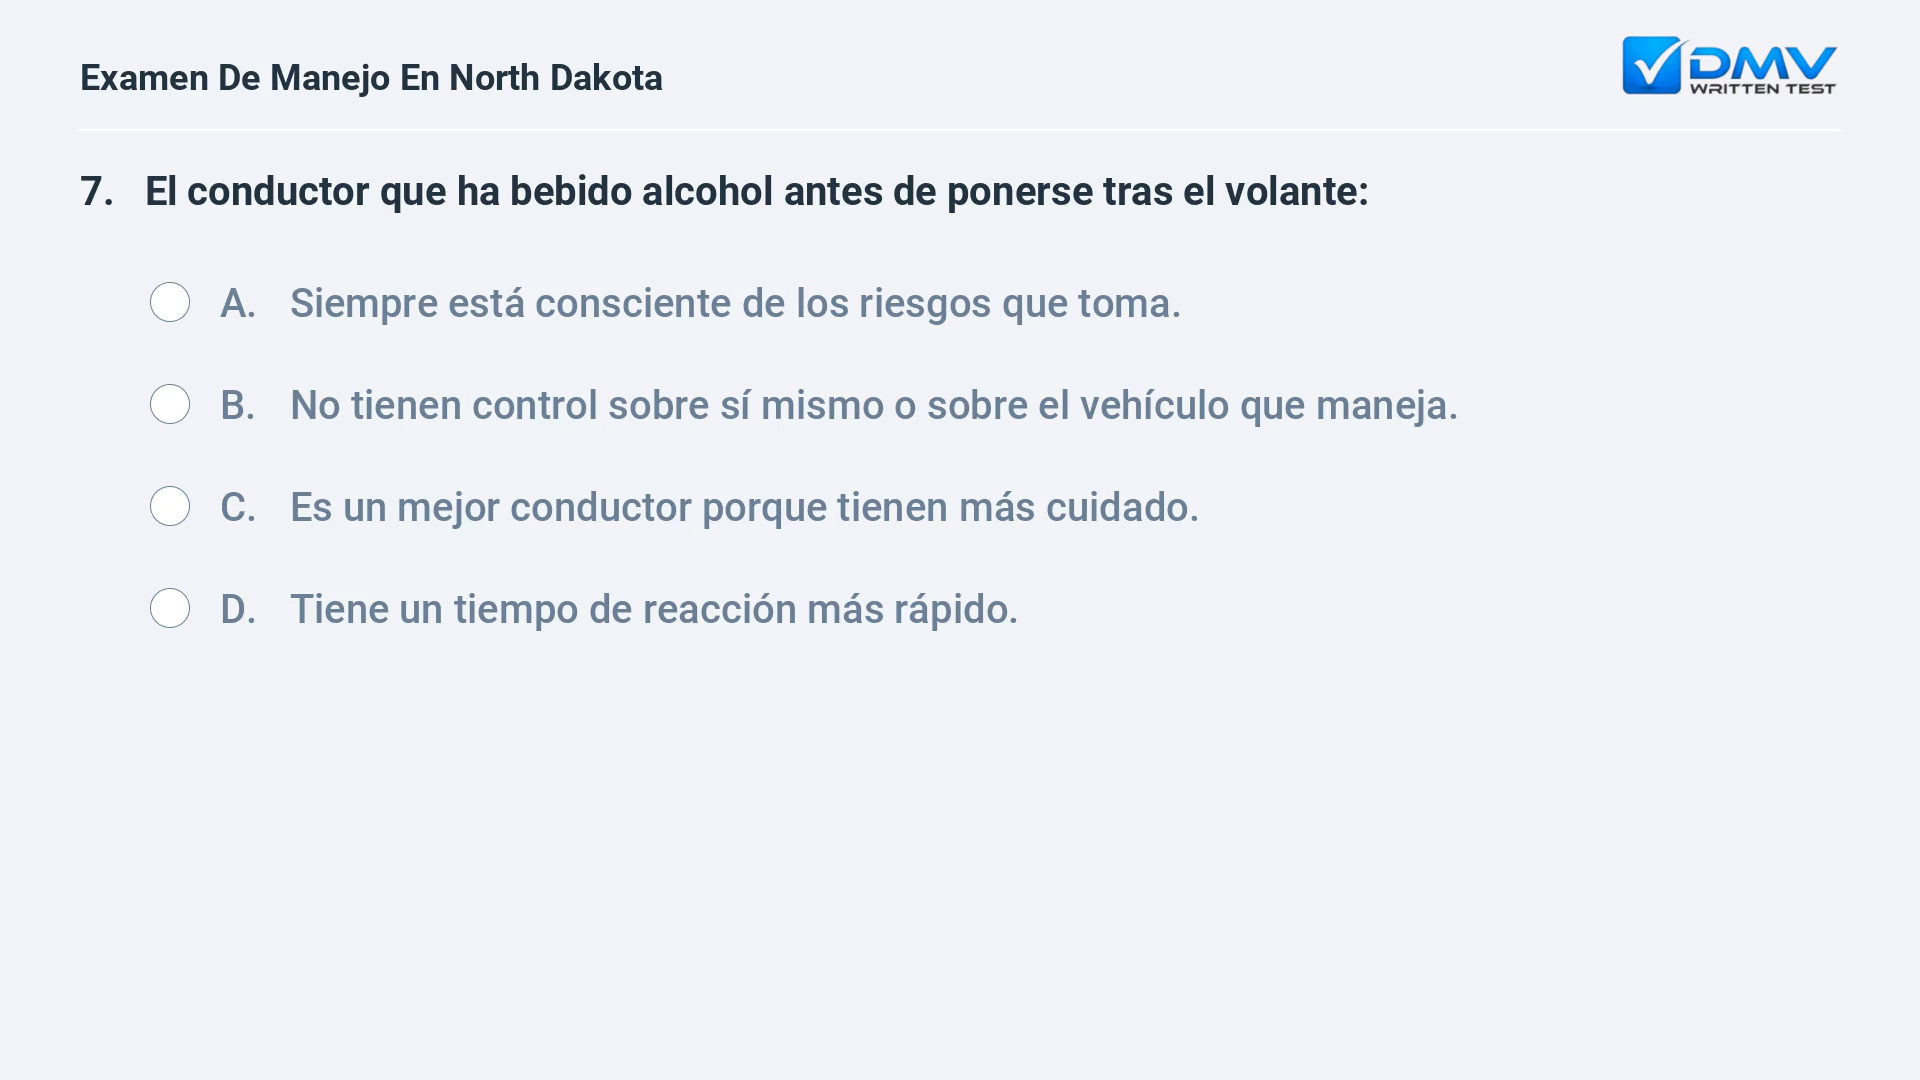 Examen De Manejo En North Dakota
DMV
WRITTEN TEST
7. El conductor que ha bebido alcohol antes de ponerse tras el volante:
A. Siempre está consciente de los riesgos que toma.
B. No tienen control sobre sí mismo o sobre el vehículo que maneja.
C. Es un mejor conductor porque tienen más cuidado.
D. Tiene un tiempo de reacción más rápido.